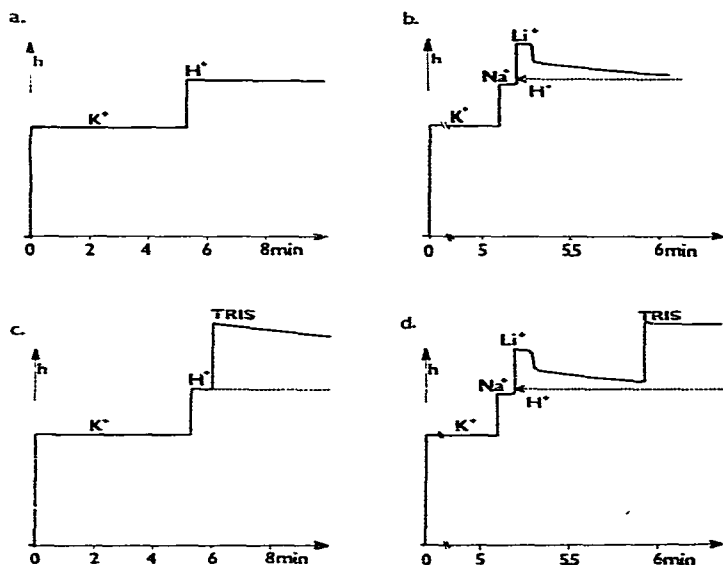 a.
h
K⁺
H⁺
0 2 4 6 8min
b.
h
K⁺
Na⁺
Li⁺
H⁺
0 5 5.5 6min
c.
h
K⁺
H⁺
TRIS
0 2 4 6 8min
d.
h
K⁺
Na⁺
Li⁺
H⁺
TRIS
0 5 5.5 6min